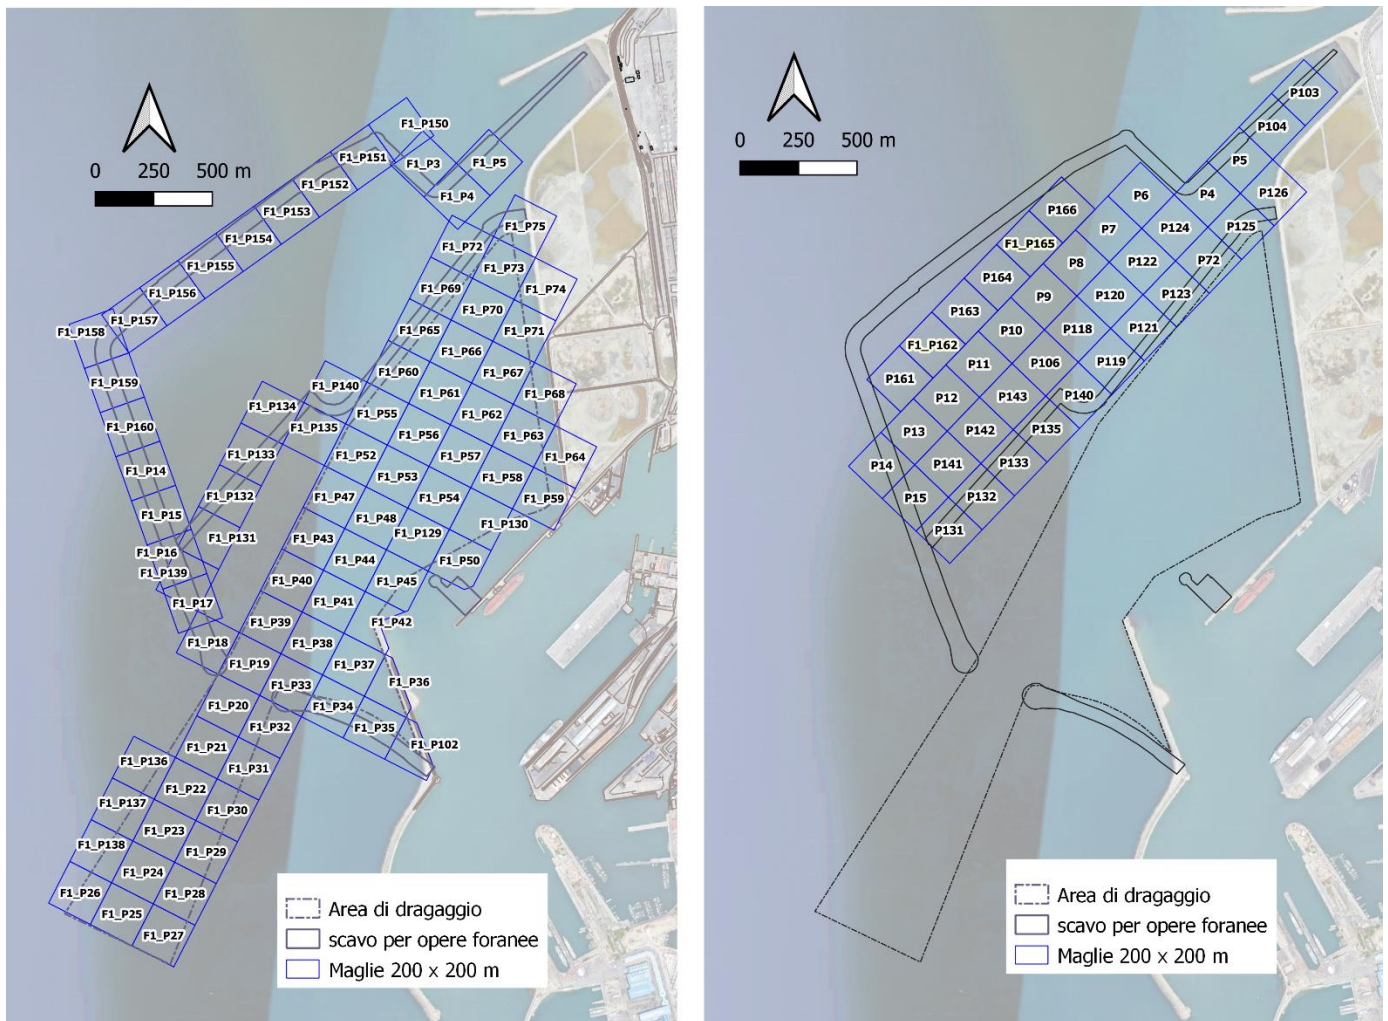 0 250 500 m
F1_P150
F1_P151
F1_P3
F1_P5
F1_P152
F1_P4
F1_P153
F1_P75
F1_P154
F1_P72
F1_P155
F1_P73
F1_P156
F1_P69
F1_P74
F1_P70
F1_P157
F1_P158
F1_P65
F1_P71
F1_P66
F1_P60
F1_P67
F1_P159
F1_P140
F1_P61
F1_P68
F1_P134
F1_P55
F1_P62
F1_P160
F1_P135
F1_P56
F1_P63
F1_P133
F1_P52
F1_P57
F1_P64
F1_P14
F1_P53
F1_P58
F1_P132
F1_P47
F1_P54
F1_P59
F1_P15
F1_P48
F1_P130
F1_P131
F1_P43
F1_P129
F1_P16
F1_P44
F1_P50
F1_P139
F1_P40
F1_P45
F1_P17
F1_P41
F1_P39
F1_P42
F1_P18
F1_P38
F1_P19
F1_P37
F1_P33
F1_P36
F1_P20
F1_P34
F1_P32
F1_P35
F1_P21
F1_P102
F1_P136
F1_P31
F1_P22
F1_P137
F1_P30
F1_P23
F1_P138
F1_P29
F1_P24
F1_P26
F1_P28
F1_P25
F1_P27
Area di dragaggio
scavo per opere foranee
Maglie 200 x 200 m
0 250 500 m
P103
P104
P5
P6
P4
P126
P166
P7
P124
P125
F1_P165
P8
P122
P72
P164
P9
P120
P123
P163
P10
P118
P121
F1_P162
P11
P106
P119
P161
P12
P143
P140
P13
P142
P135
P14
P141
P133
P15
P132
P131
Area di dragaggio
scavo per opere foranee
Maglie 200 x 200 m